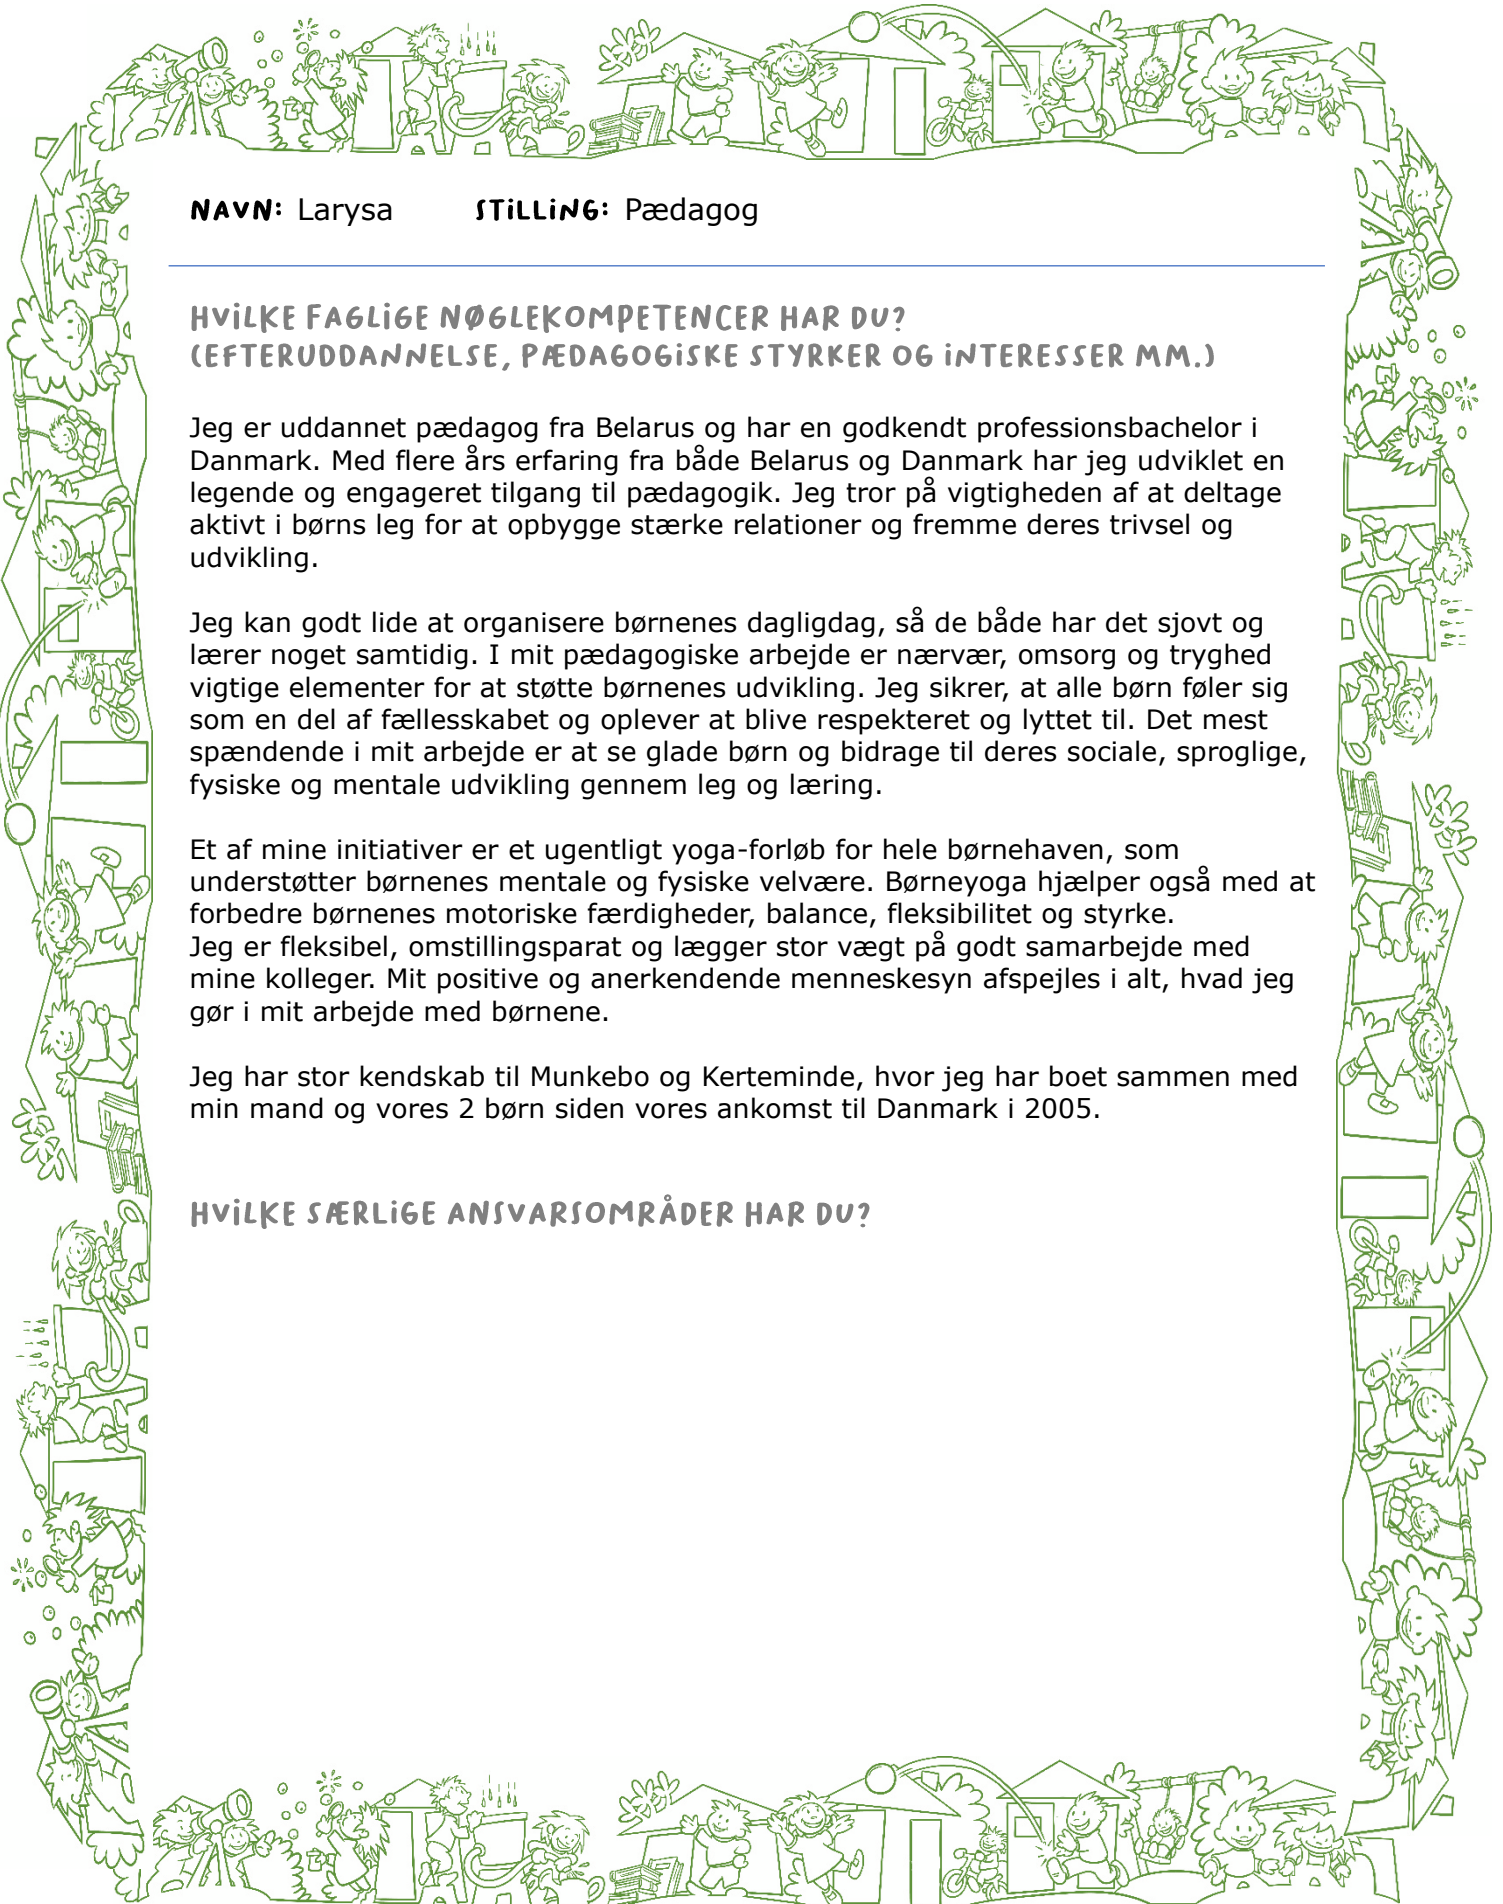 NAVN: Larysa STILLING: Pædagog
HVILKE FAGLIGE NØGLEKOMPETENCER HAR DU?
(EFTERUDDANNELSE, PÆDAGOGISKE STYRKER OG INTERESSER MM.)
Jeg er uddannet pædagog fra Belarus og har en godkendt professionsbachelor i
Danmark. Med flere års erfaring fra både Belarus og Danmark har jeg udviklet en
legende og engageret tilgang til pædagogik. Jeg tror på vigtigheden af at deltage
aktivt i børns leg for at opbygge stærke relationer og fremme deres trivsel og
udvikling.
Jeg kan godt lide at organisere børnenes dagligdag, så de både har det sjovt og
lærer noget samtidig. I mit pædagogiske arbejde er nærvær, omsorg og tryghed
vigtige elementer for at støtte børnenes udvikling. Jeg sikrer, at alle børn føler sig
som en del af fællesskabet og oplever at blive respekteret og lyttet til. Det mest
spændende i mit arbejde er at se glade børn og bidrage til deres sociale, sproglige,
fysiske og mentale udvikling gennem leg og læring.
Et af mine initiativer er et ugentligt yoga-forløb for hele børnehaven, som
understøtter børnenes mentale og fysiske velvære. Børneyoga hjælper også med at
forbedre børnenes motoriske færdigheder, balance, fleksibilitet og styrke.
Jeg er fleksibel, omstillingsparat og lægger stor vægt på godt samarbejde med
mine kolleger. Mit positive og anerkendende menneskesyn afspejles i alt, hvad jeg
gør i mit arbejde med børnene.
Jeg har stor kendskab til Munkebo og Kerteminde, hvor jeg har boet sammen med
min mand og vores 2 børn siden vores ankomst til Danmark i 2005.
HVILKE SÆRLIGE ANSVARSOMRÅDER HAR DU?